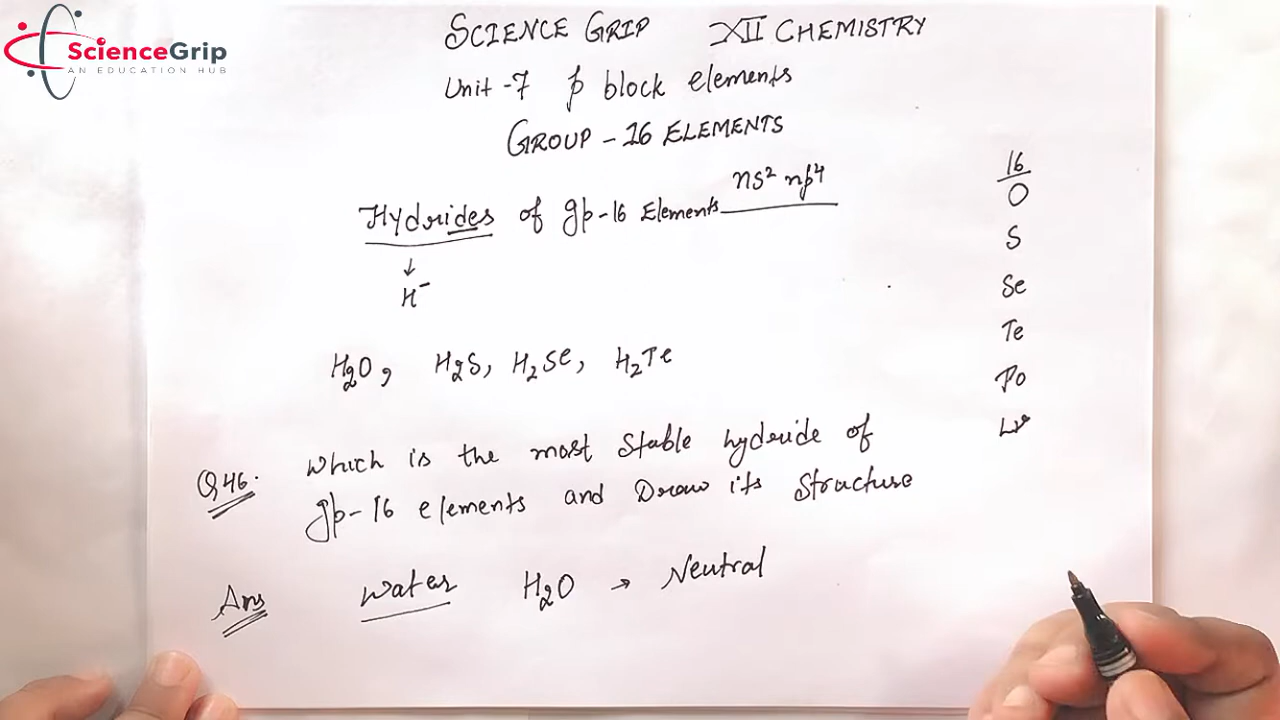 ScienceGrip
AN EDUCATION HUB
SCIENCE GRIP XII CHEMISTRY
Unit -7 p block elements
GROUP - 16 ELEMENTS
Hydrides of gp-16 Elements ns² np⁴
↓
H⁻
H₂O, H₂S, H₂Se, H₂Te
Q46. Which is the most Stable hydride of
gp-16 elements and Draw its Structure
Ans Water H₂O → Neutral
16
O
S
Se
Te
Po
Lv